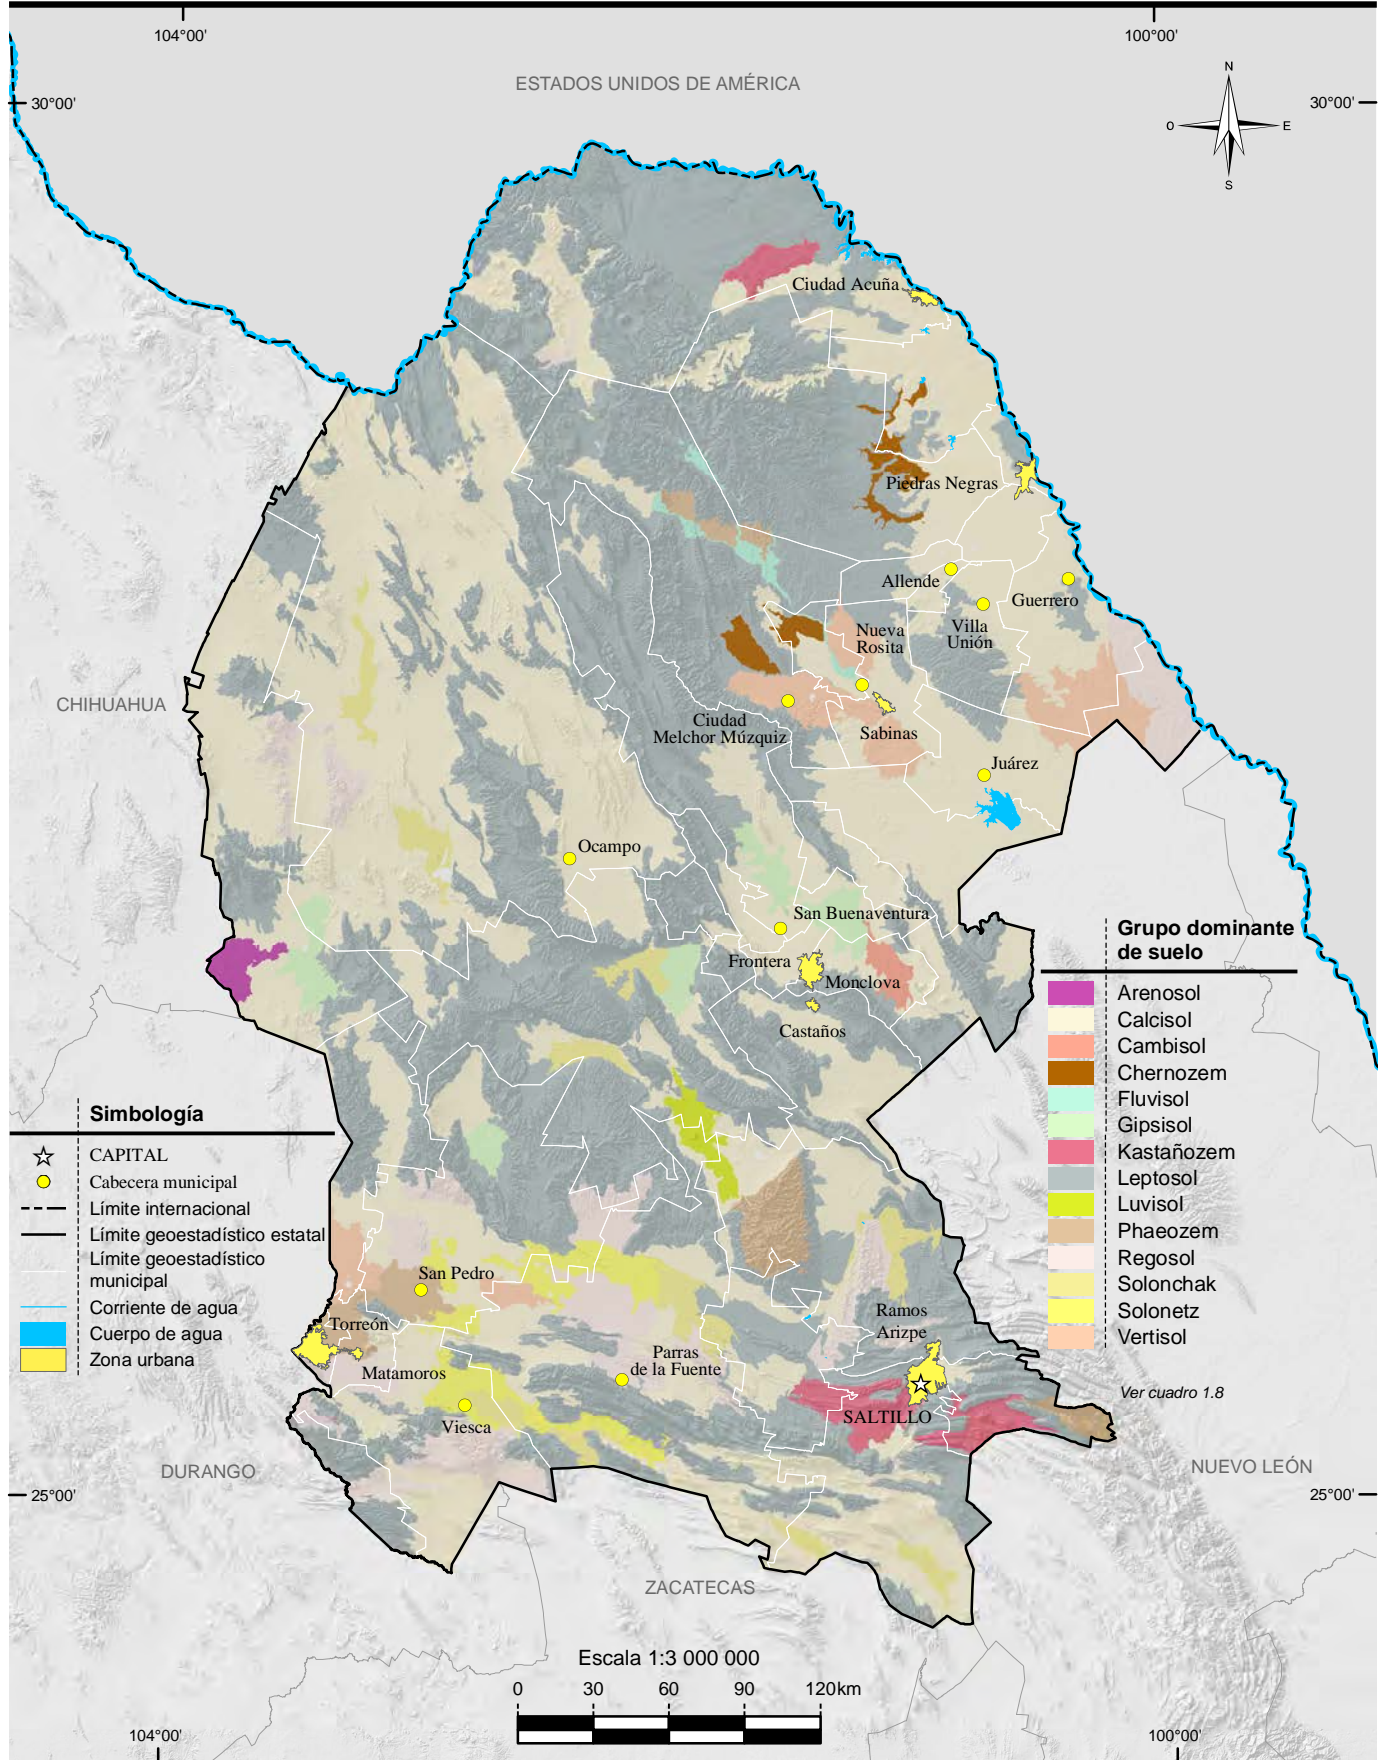 104°00'
100°00'
ESTADOS UNIDOS DE AMÉRICA
30°00'
30°00'
N
O
E
S
Ciudad Acuña
Piedras Negras
Allende
Guerrero
Villa
Unión
Nueva
Rosita
CHIHUAHUA
Ciudad
Melchor Múzquiz
Sabinas
Juárez
Ocampo
San Buenaventura
Frontera
Monclova
Castaños
Grupo dominante
de suelo
Arenosol
Calcisol
Cambisol
Chernozem
Fluvisol
Gipsisol
Kastañozem
Leptosol
Luvisol
Phaeozem
Regosol
Solonchak
Solonetz
Vertisol
Ver cuadro 1.8
Simbología
CAPITAL
Cabecera municipal
Límite internacional
Límite geoestadístico estatal
Límite geoestadístico
municipal
Corriente de agua
Cuerpo de agua
Zona urbana
San Pedro
Torreón
Matamoros
Viesca
Parras
de la Fuente
Ramos
Arizpe
SALTILLO
DURANGO
NUEVO LEÓN
25°00'
25°00'
ZACATECAS
Escala 1:3 000 000
0 30 60 90 120km
104°00'
100°00'